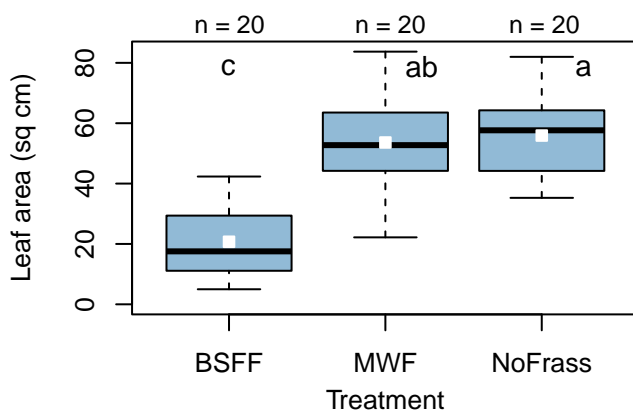 n = 20 n = 20 n = 20
c ab a
Leaf area (sq cm)
80
60
40
20
0
BSFF MWF NoFrass
Treatment